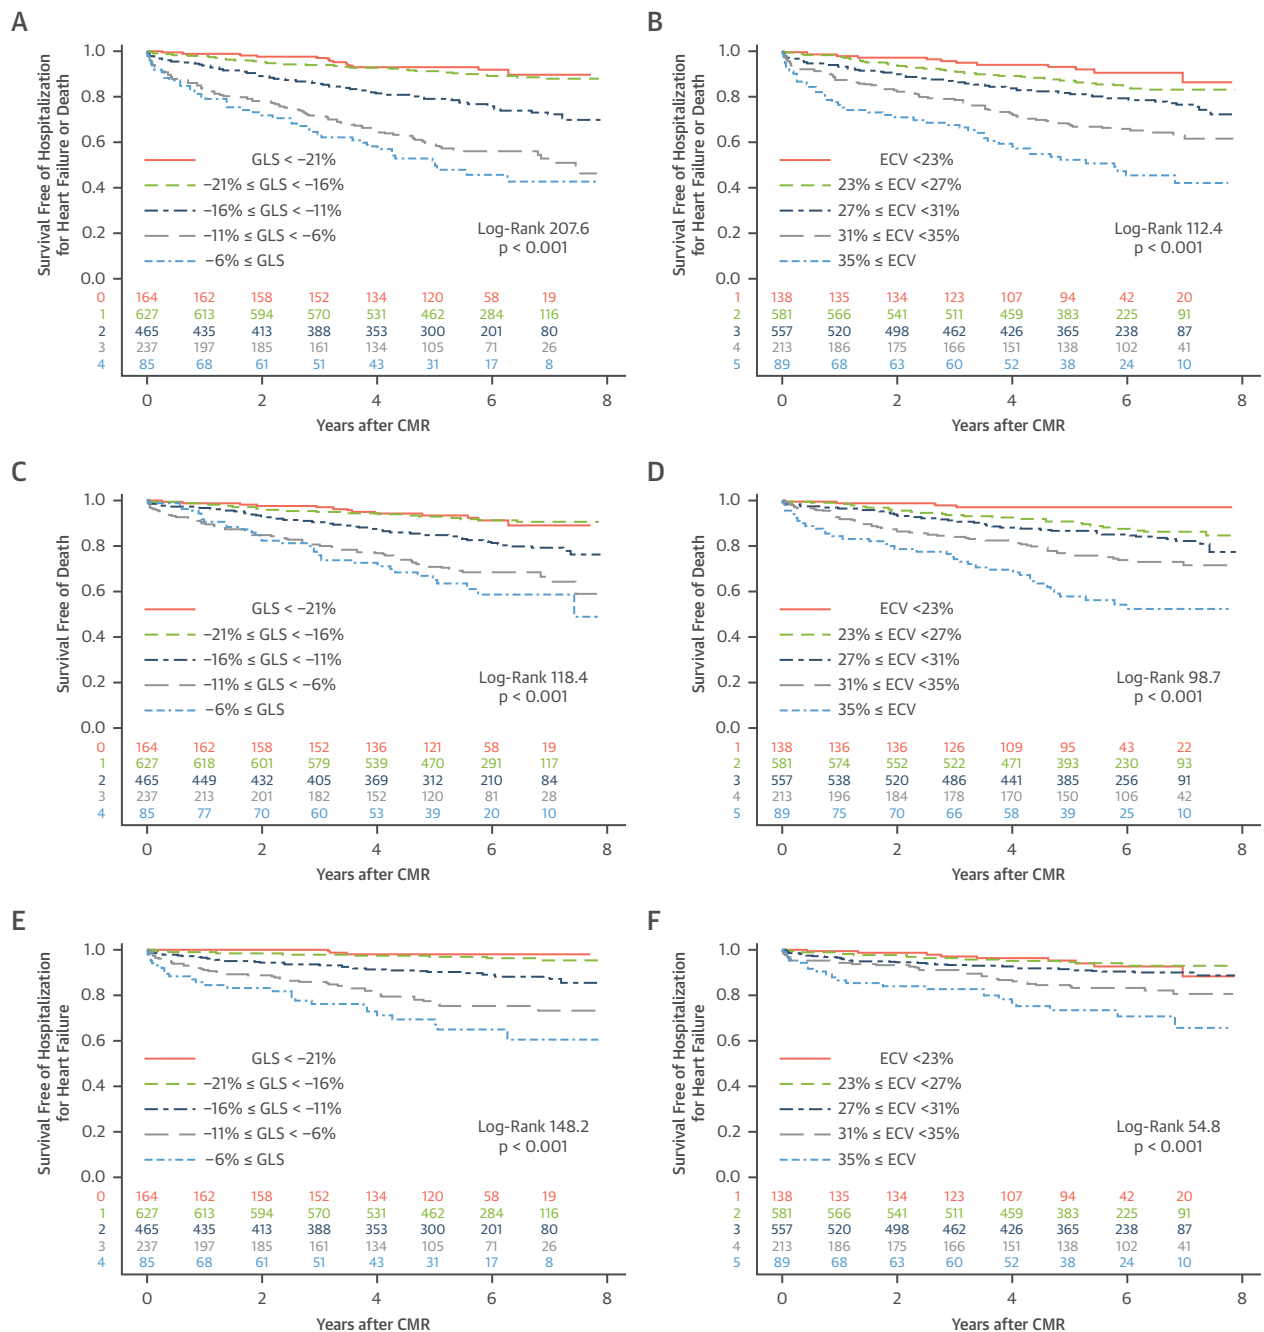 A
Survival Free of Hospitalization
for Heart Failure or Death
1.0
0.8
0.6
0.4
0.2
0.0
GLS < −21%
−21% ≤ GLS < −16%
−16% ≤ GLS < −11%
−11% ≤ GLS < −6%
−6% ≤ GLS
Log-Rank 207.6
p < 0.001
0 164 162 158 152 134 120 58 19
1 627 613 594 570 531 462 284 116
2 465 435 413 388 353 300 201 80
3 237 197 185 161 134 105 71 26
4 85 68 61 51 43 31 17 8
0 2 4 6 8
Years after CMR
B
Survival Free of Hospitalization
for Heart Failure or Death
1.0
0.8
0.6
0.4
0.2
0.0
ECV <23%
23% ≤ ECV <27%
27% ≤ ECV <31%
31% ≤ ECV <35%
35% ≤ ECV
Log-Rank 112.4
p < 0.001
1 138 135 134 123 107 94 42 20
2 581 566 541 511 459 383 225 91
3 557 520 498 462 426 365 238 87
4 213 186 175 166 151 138 102 41
5 89 68 63 60 52 38 24 10
0 2 4 6 8
Years after CMR
C
Survival Free of Death
1.0
0.8
0.6
0.4
0.2
0.0
GLS < −21%
−21% ≤ GLS < −16%
−16% ≤ GLS < −11%
−11% ≤ GLS < −6%
−6% ≤ GLS
Log-Rank 118.4
p < 0.001
0 164 162 158 152 136 121 58 19
1 627 618 601 579 539 470 291 117
2 465 449 432 405 369 312 210 84
3 237 213 201 182 152 120 81 28
4 85 77 70 60 53 39 20 10
0 2 4 6 8
Years after CMR
D
Survival Free of Death
1.0
0.8
0.6
0.4
0.2
0.0
ECV <23%
23% ≤ ECV <27%
27% ≤ ECV <31%
31% ≤ ECV <35%
35% ≤ ECV
Log-Rank 98.7
p < 0.001
1 138 136 136 126 109 95 43 22
2 581 574 552 522 471 393 230 93
3 557 538 520 486 441 385 256 91
4 213 196 184 178 170 150 106 42
5 89 75 70 66 58 39 25 10
0 2 4 6 8
Years after CMR
E
Survival Free of Hospitalization
for Heart Failure
1.0
0.8
0.6
0.4
0.2
0.0
GLS < −21%
−21% ≤ GLS < −16%
−16% ≤ GLS < −11%
−11% ≤ GLS < −6%
−6% ≤ GLS
Log-Rank 148.2
p < 0.001
0 164 162 158 152 134 120 58 19
1 627 613 594 570 531 462 284 116
2 465 435 413 388 353 300 201 80
3 237 197 185 161 134 105 71 26
4 85 68 61 51 43 31 17 8
0 2 4 6 8
Years after CMR
F
Survival Free of Hospitalization
for Heart Failure
1.0
0.8
0.6
0.4
0.2
0.0
ECV <23%
23% ≤ ECV <27%
27% ≤ ECV <31%
31% ≤ ECV <35%
35% ≤ ECV
Log-Rank 54.8
p < 0.001
1 138 135 134 123 107 94 42 20
2 581 566 541 511 459 383 225 91
3 557 520 498 462 426 365 238 87
4 213 186 175 166 151 138 102 41
5 89 68 63 60 52 38 24 10
0 2 4 6 8
Years after CMR